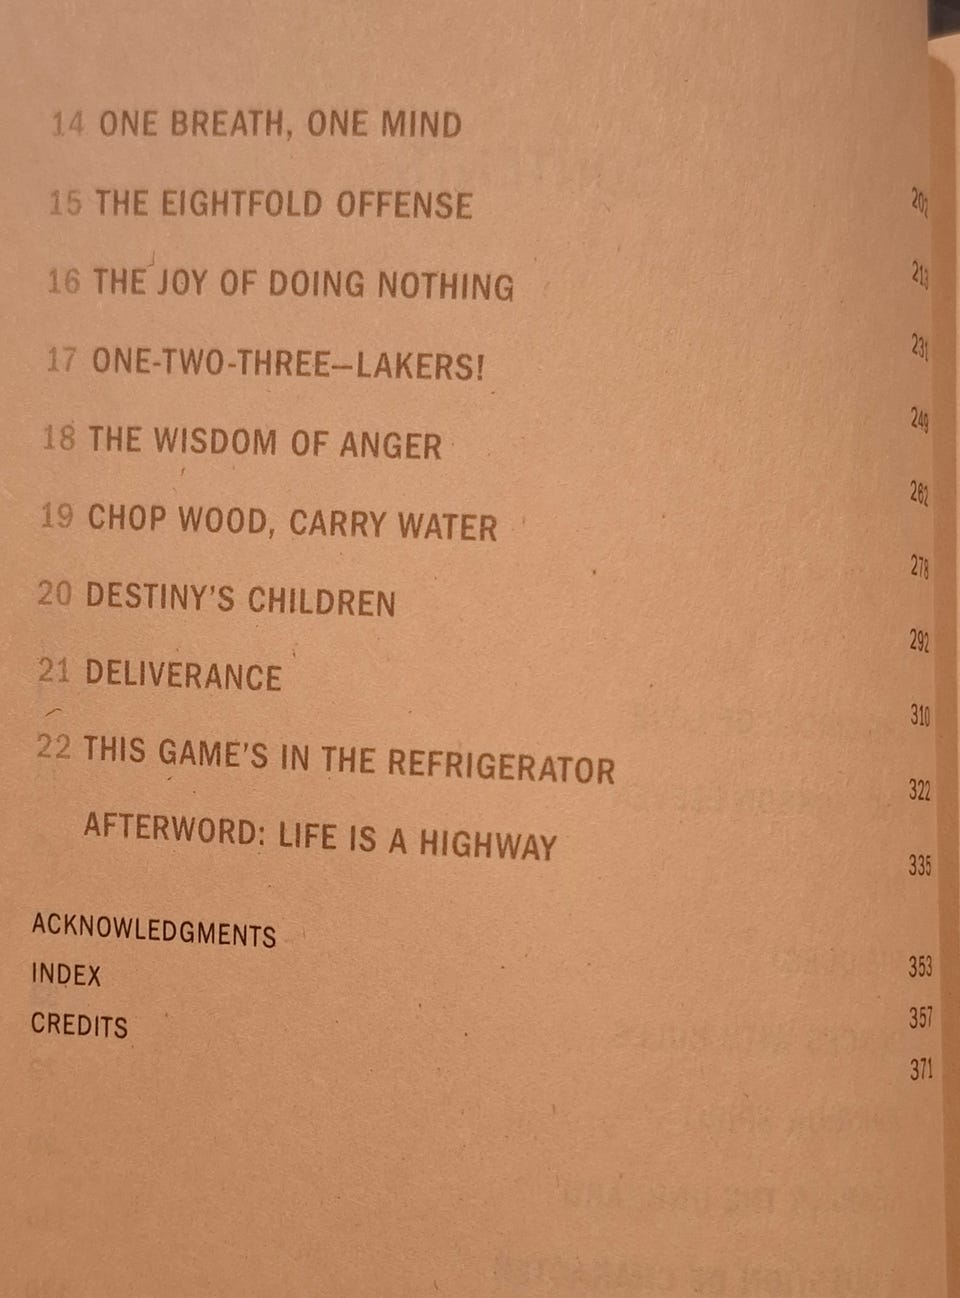 14 ONE BREATH, ONE MIND 202
15 THE EIGHTFOLD OFFENSE 213
16 THE JOY OF DOING NOTHING 231
17 ONE-TWO-THREE—LAKERS! 249
18 THE WISDOM OF ANGER 262
19 CHOP WOOD, CARRY WATER 278
20 DESTINY'S CHILDREN 292
21 DELIVERANCE 310
22 THIS GAME'S IN THE REFRIGERATOR 322
AFTERWORD: LIFE IS A HIGHWAY 335
ACKNOWLEDGMENTS 353
INDEX 357
CREDITS 371